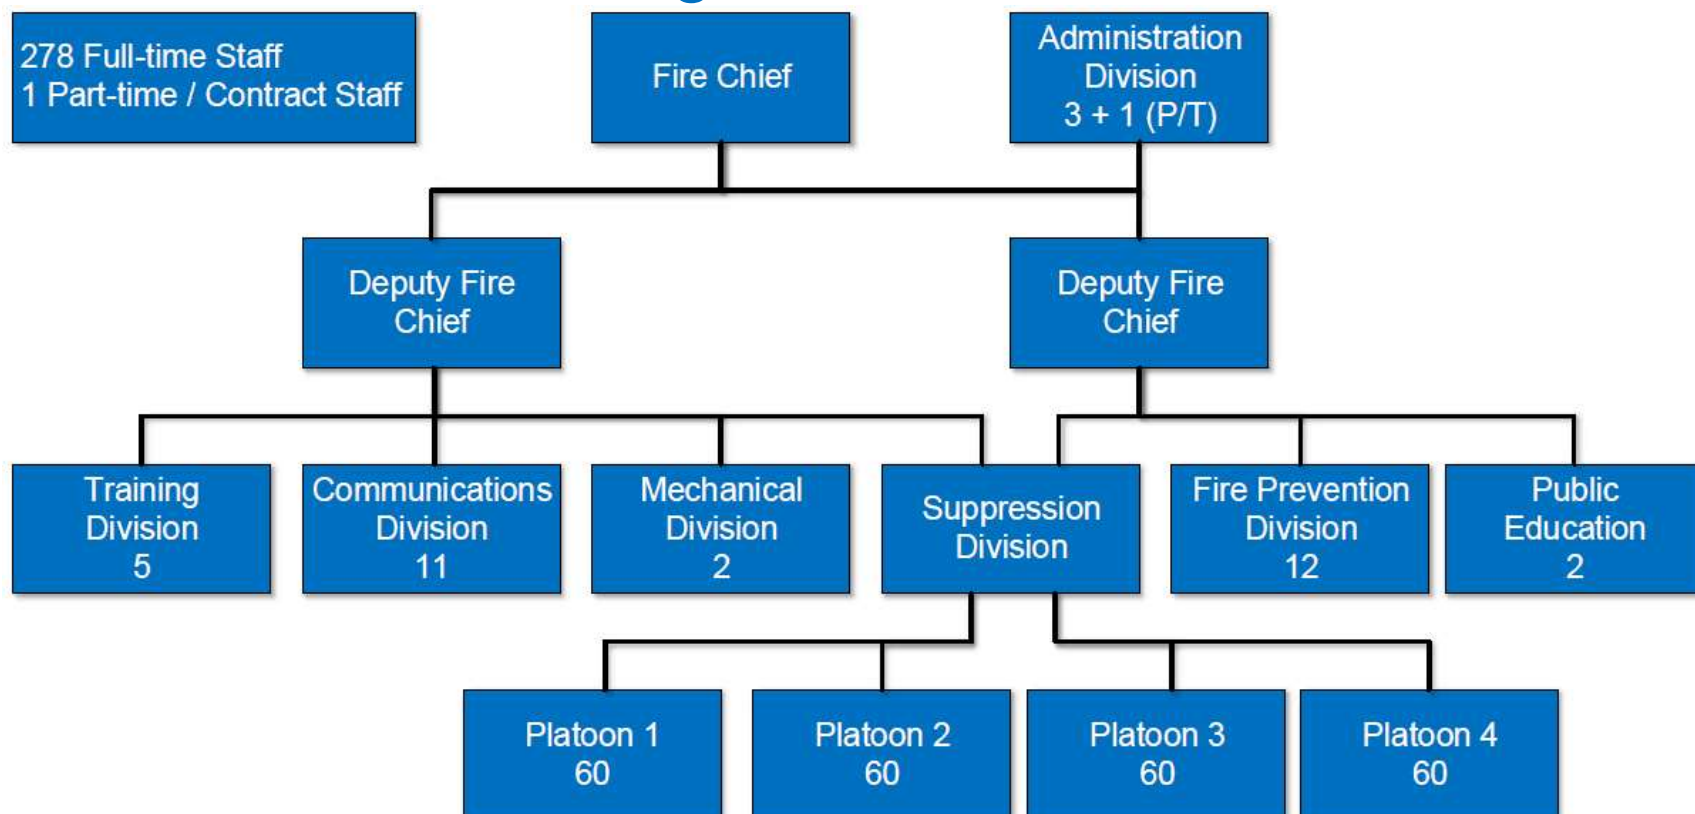 278 Full-time Staff
1 Part-time / Contract Staff
Fire Chief
Administration
Division
3 + 1 (P/T)
Deputy Fire
Chief
Deputy Fire
Chief
Training
Division
5
Communications
Division
11
Mechanical
Division
2
Suppression
Division
Fire Prevention
Division
12
Public
Education
2
Platoon 1
60
Platoon 2
60
Platoon 3
60
Platoon 4
60